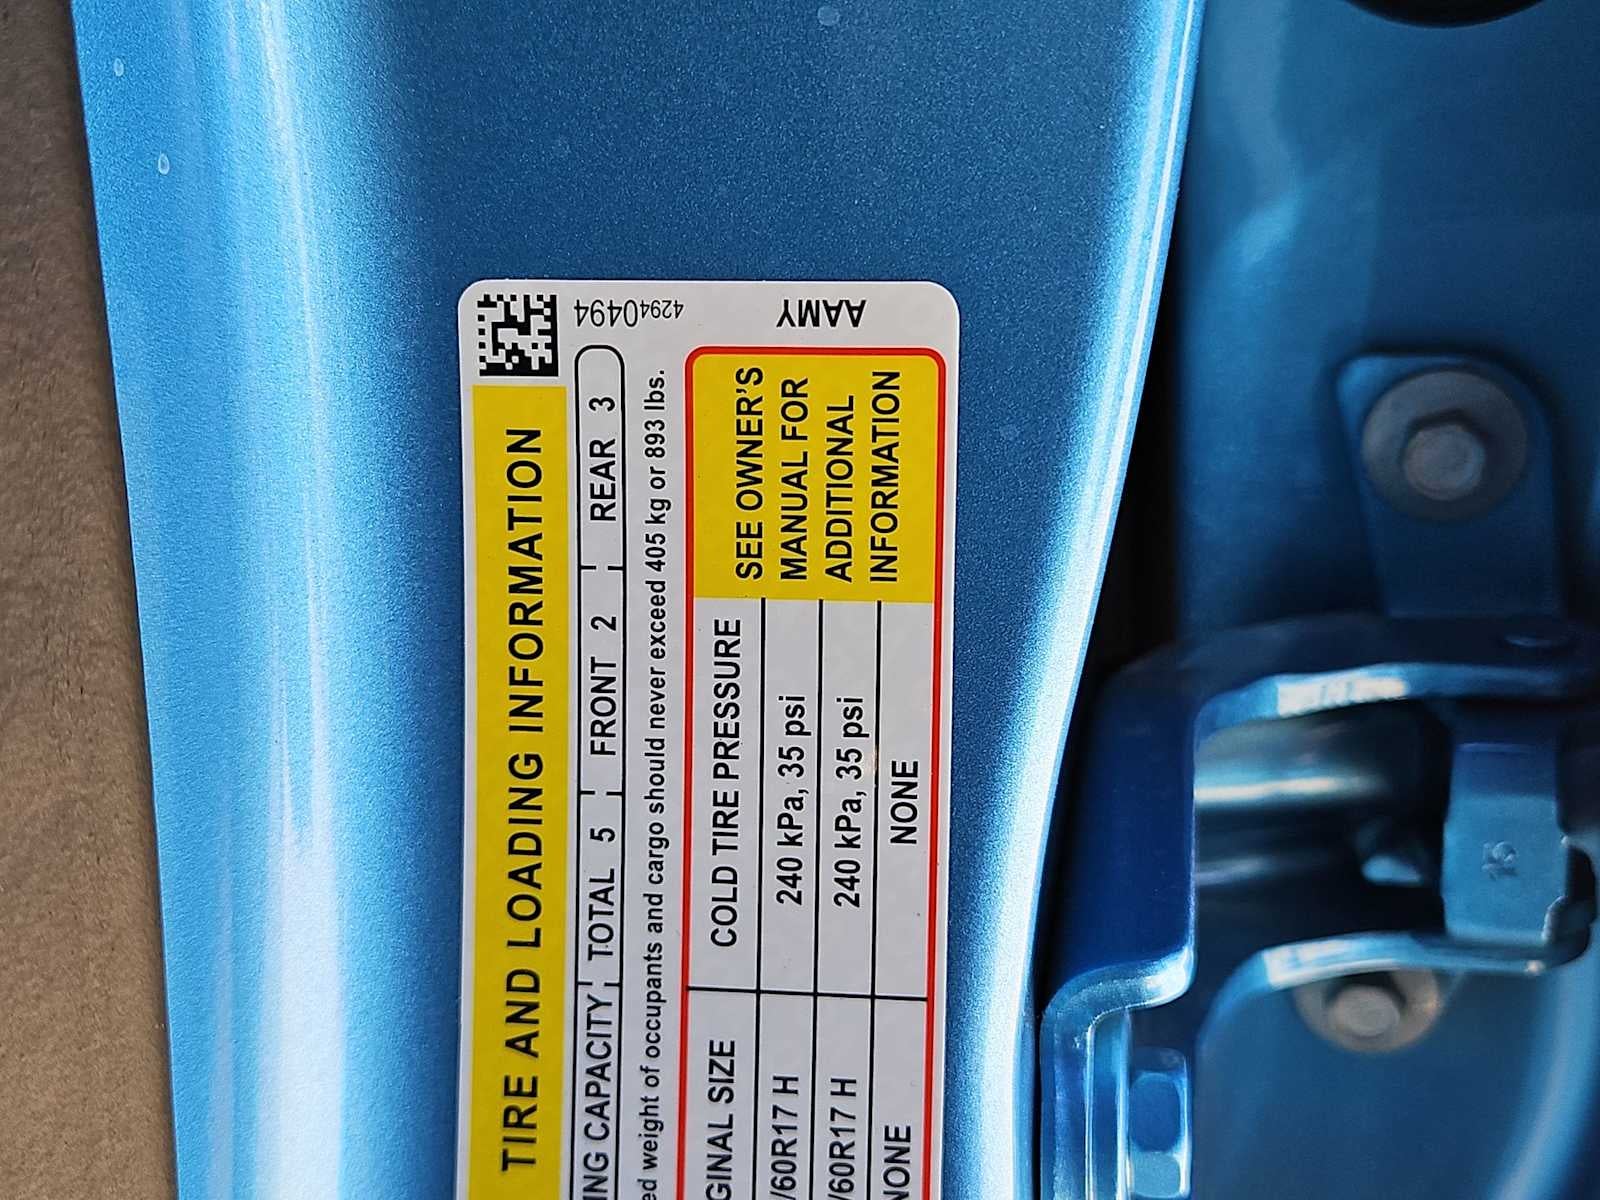 TIRE AND LOADING INFORMATION
ING CAPACITY TOTAL 5 FRONT 2 REAR 3
ed weight of occupants and cargo should never exceed 405 kg or 893 lbs.
GINAL SIZE COLD TIRE PRESSURE
/60R17 H 240 kPa, 35 psi
/60R17 H 240 kPa, 35 psi
NONE NONE
SEE OWNER'S
MANUAL FOR
ADDITIONAL
INFORMATION
42940494
AAMY